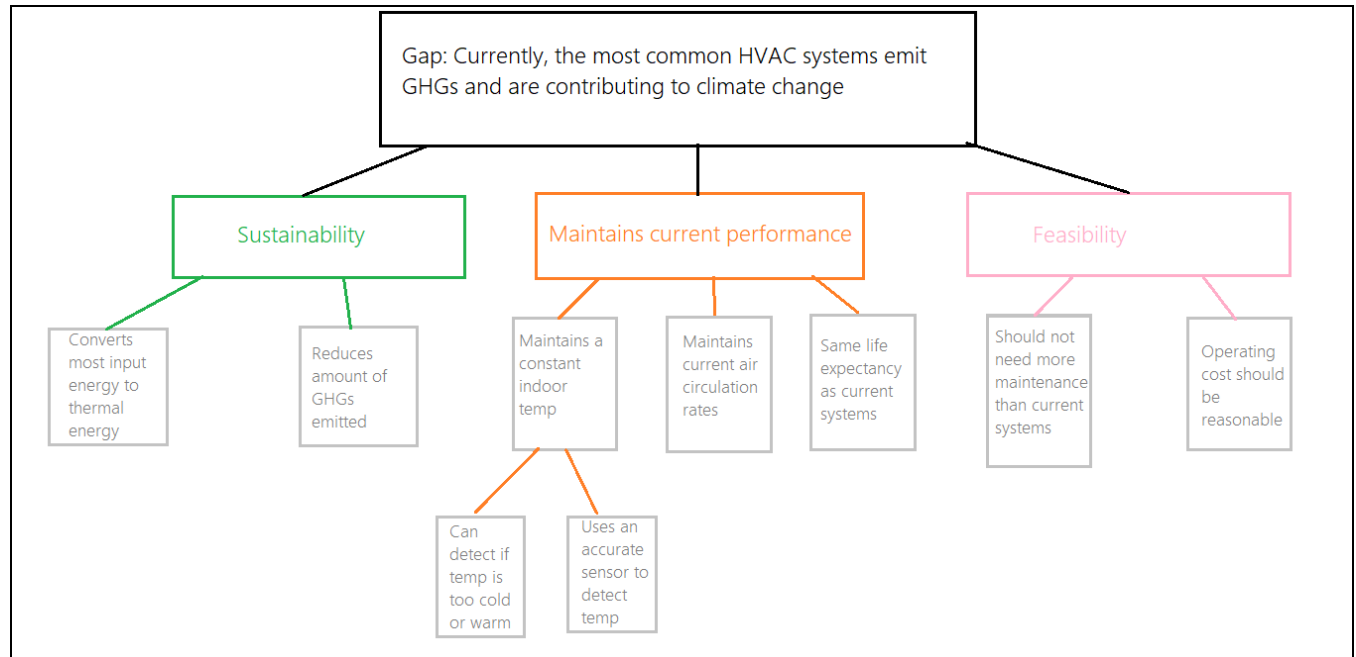 Gap: Currently, the most common HVAC systems emit
GHGs and are contributing to climate change
Sustainability
Maintains current performance
Feasibility
Converts
most input
energy to
thermal
energy
Reduces
amount of
GHGs
emitted
Maintains a
constant
indoor
temp
Maintains
current air
circulation
rates
Same life
expectancy
as current
systems
Should not
need more
maintenance
than current
systems
Operating
cost should
be
reasonable
Can
detect if
temp is
too cold
or warm
Uses an
accurate
sensor to
detect
temp